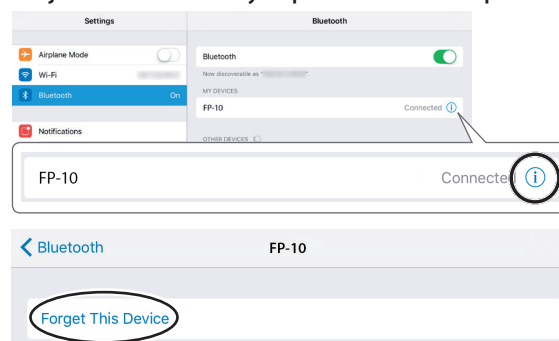 Settings
Bluetooth
Airplane Mode
Wi-Fi
Bluetooth On
Notifications
Bluetooth
Now discoverable as "
MY DEVICES
FP-10 Connected
OTHER DEVICES
FP-10 Connected
Bluetooth FP-10
Forget This Device